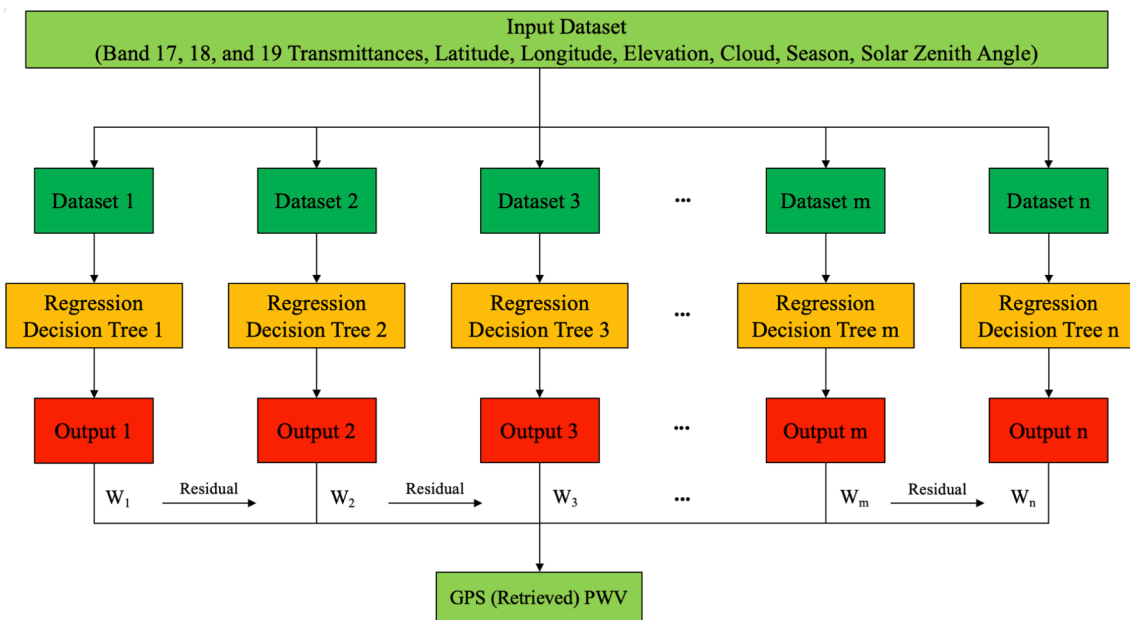 Input Dataset
(Band 17, 18, and 19 Transmittances, Latitude, Longitude, Elevation, Cloud, Season, Solar Zenith Angle)
Dataset 1
Dataset 2
Dataset 3
...
Dataset m
Dataset n
Regression
Decision Tree 1
Regression
Decision Tree 2
Regression
Decision Tree 3
...
Regression
Decision Tree m
Regression
Decision Tree n
Output 1
Output 2
Output 3
...
Output m
Output n
W₁
Residual
W₂
Residual
W₃
...
Wₘ
Residual
Wₙ
GPS (Retrieved) PWV